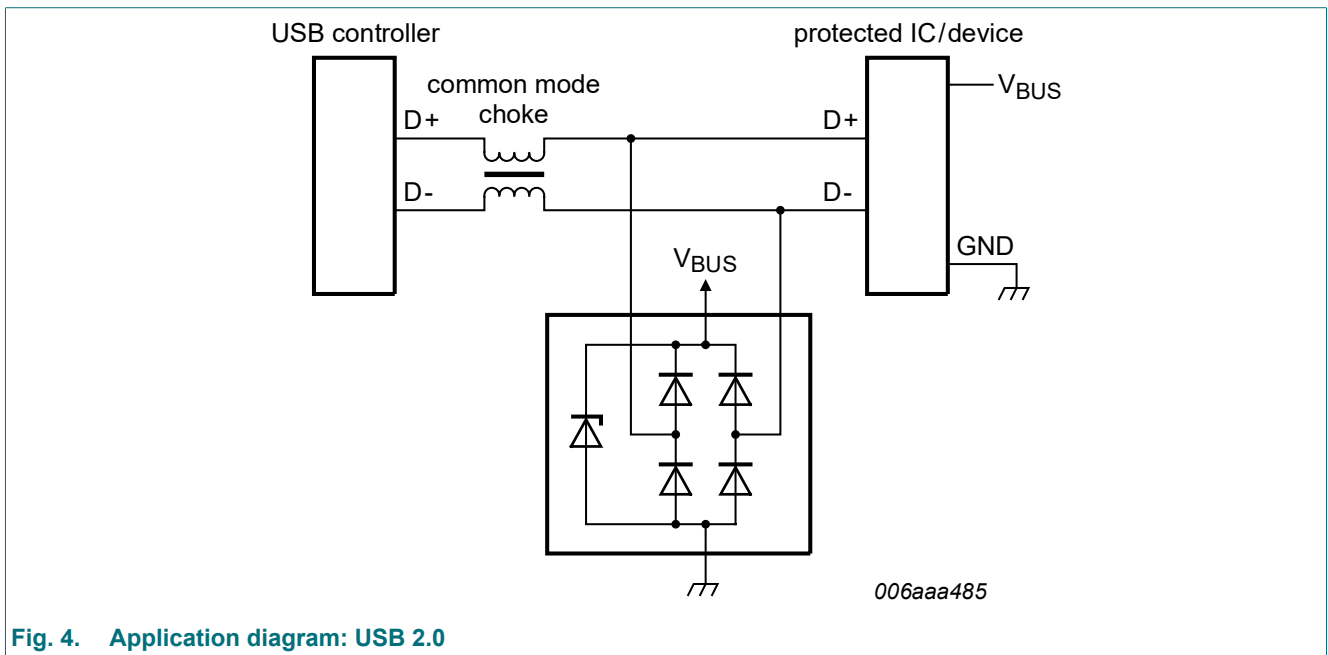 USB controller
protected IC/device
common mode
choke
VBUS
D+
D+
D-
D-
GND
VBUS
006aaa485
Fig. 4. Application diagram: USB 2.0